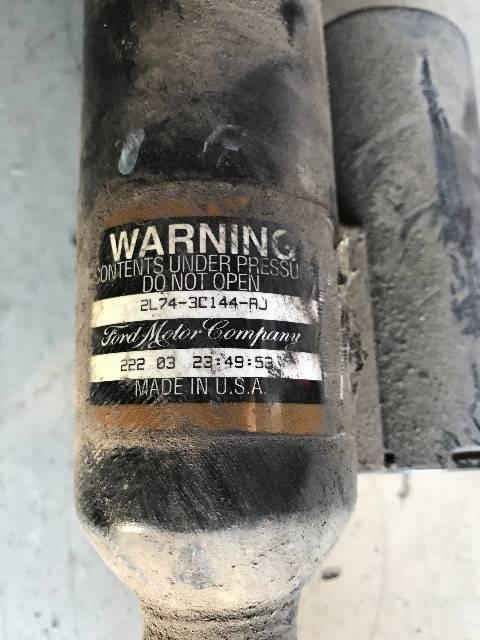 WARNING
CONTENTS UNDER PRESSURE
DO NOT OPEN
2L74-3C144-AJ
Ford Motor Company
222 03 23:49:53
MADE IN U.S.A.